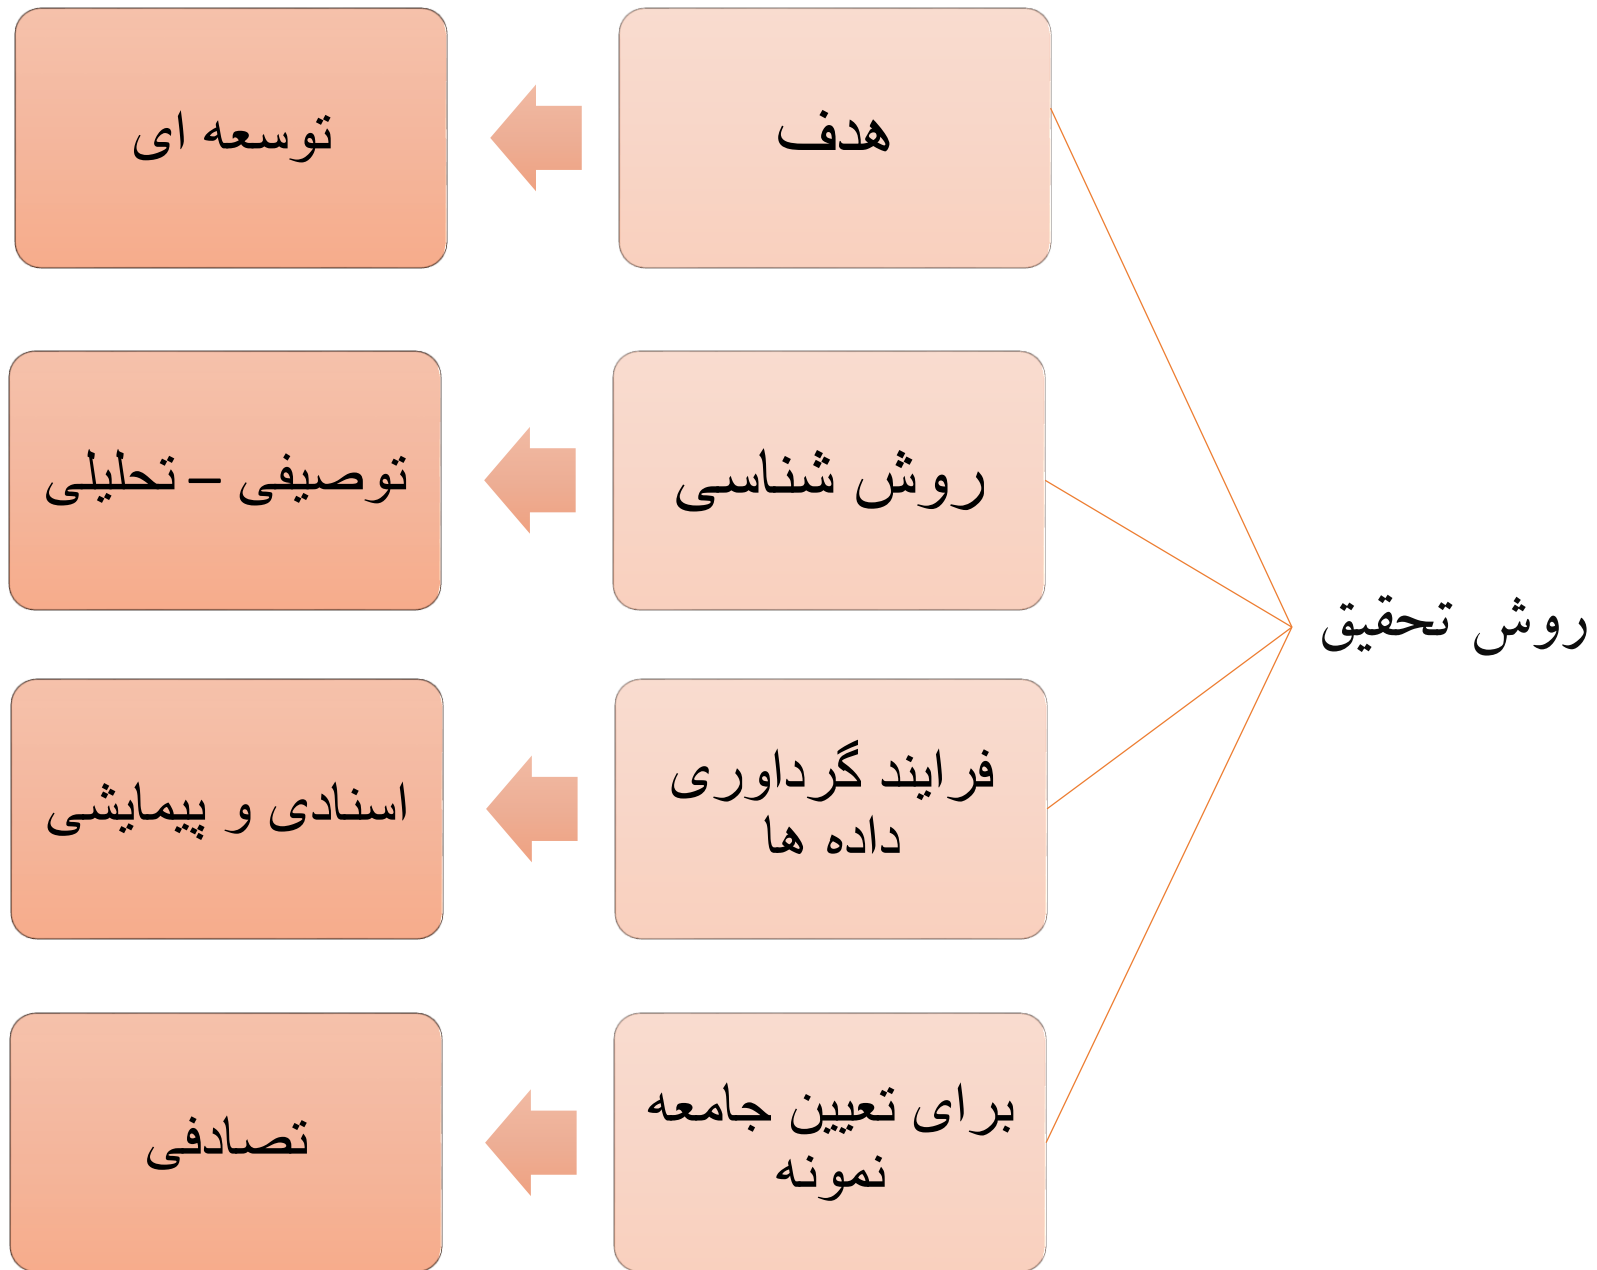 روش تحقیق
هدف
توسعه ای
روش شناسی
توصیفی – تحلیلی
فرایند گرداوری
داده ها
اسنادی و پیمایشی
برای تعیین جامعه
نمونه
تصادفی